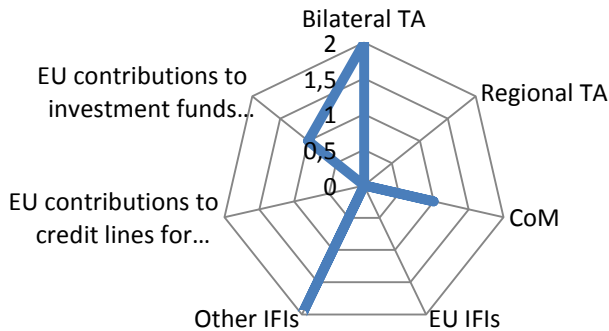 Bilateral TA
2
1,5
1
0,5
0
Regional TA
CoM
EU IFIs
Other IFIs
EU contributions to
credit lines for…
EU contributions to
investment funds…